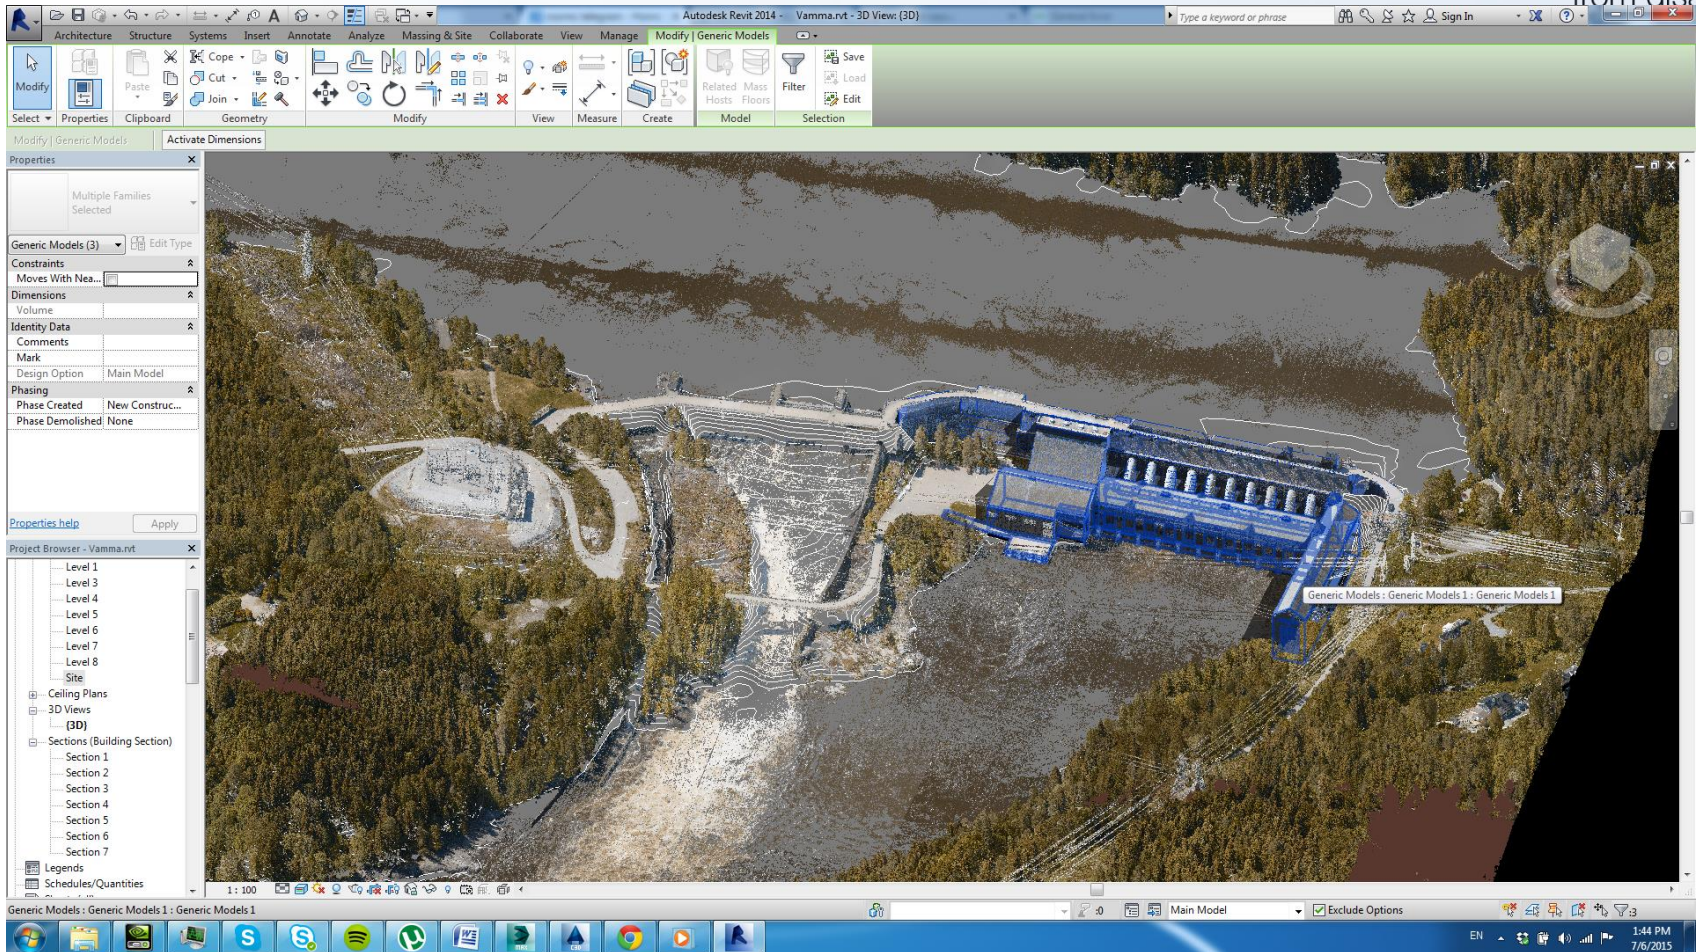 Autodesk Revit 2014 - Vamma.rvt - 3D View: {3D}
Type a keyword or phrase
Sign In
Architecture Structure Systems Insert Annotate Analyze Massing & Site Collaborate View Manage Modify | Generic Models
Modify
Paste
Cope
Cut
Join
Related Hosts
Mass Floors
Filter
Save
Load
Edit
Select Properties Clipboard Geometry Modify View Measure Create Model Selection
Modify | Generic Models Activate Dimensions
Properties
Multiple Families
Selected
Generic Models (3) Edit Type
Constraints
Moves With Nea...
Dimensions
Volume
Identity Data
Comments
Mark
Design Option Main Model
Phasing
Phase Created New Construc...
Phase Demolished None
Properties help Apply
Project Browser - Vamma.rvt
Level 1
Level 3
Level 4
Level 5
Level 6
Level 7
Level 8
Site
Ceiling Plans
3D Views
{3D}
Sections (Building Section)
Section 1
Section 2
Section 3
Section 4
Section 5
Section 6
Section 7
Legends
Schedules/Quantities
Generic Models : Generic Models 1 : Generic Models 1
1 : 100
Generic Models : Generic Models 1 : Generic Models 1
:0
Main Model
Exclude Options
:3
EN
1:44 PM
7/6/2015